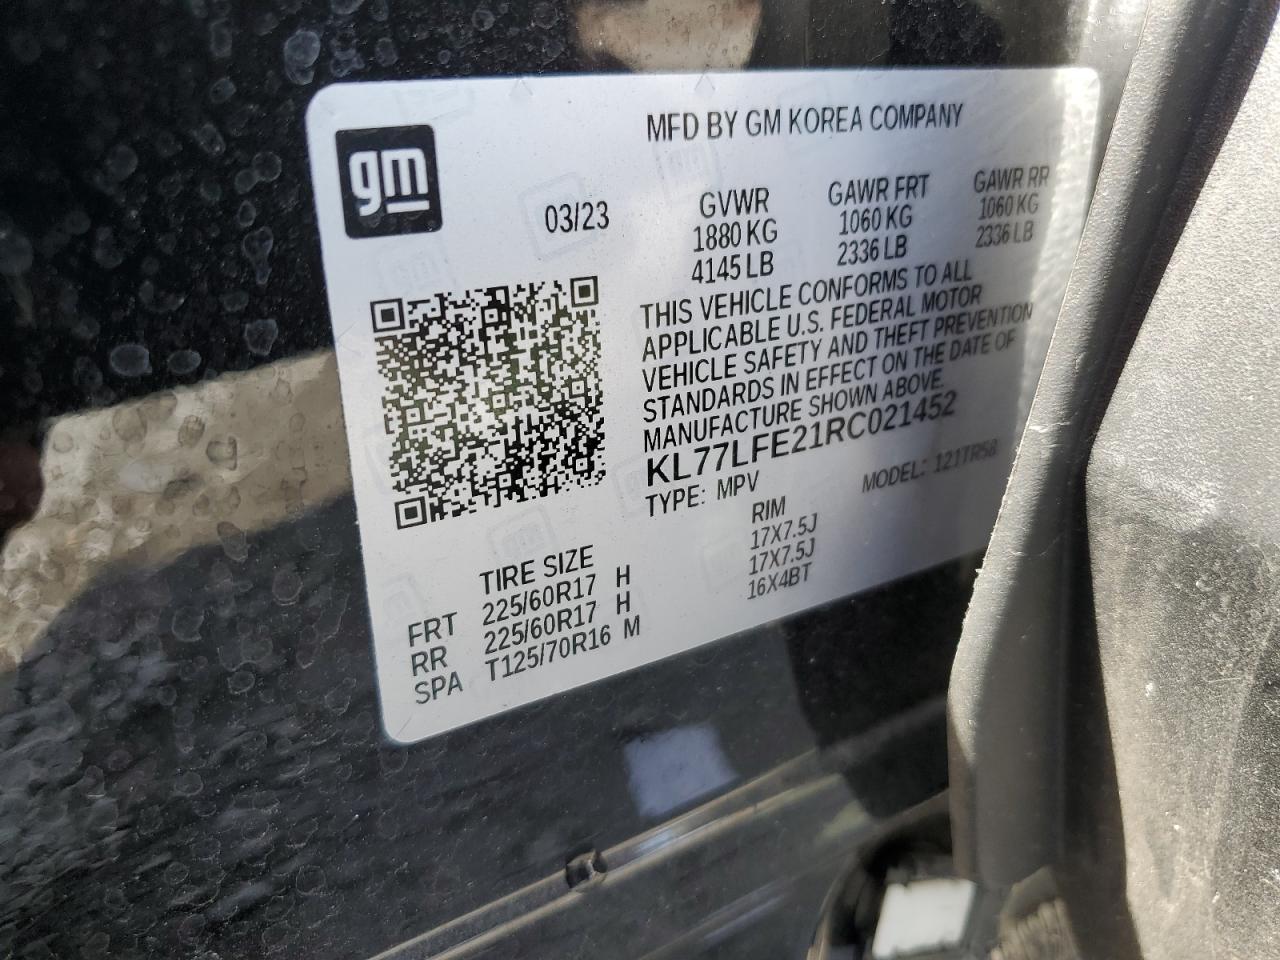 gm
MFD BY GM KOREA COMPANY
03/23
GVWR GAWR FRT GAWR RR
1880 KG 1060 KG 1060 KG
4145 LB 2336 LB 2336 LB
THIS VEHICLE CONFORMS TO ALL
APPLICABLE U.S. FEDERAL MOTOR
VEHICLE SAFETY AND THEFT PREVENTION
STANDARDS IN EFFECT ON THE DATE OF
MANUFACTURE SHOWN ABOVE.
KL77LFE21RC021452
TYPE: MPV MODEL: 121TR58
TIRE SIZE RIM
FRT 225/60R17 H 17X7.5J
RR 225/60R17 H 17X7.5J
SPA T125/70R16 M 16X4BT